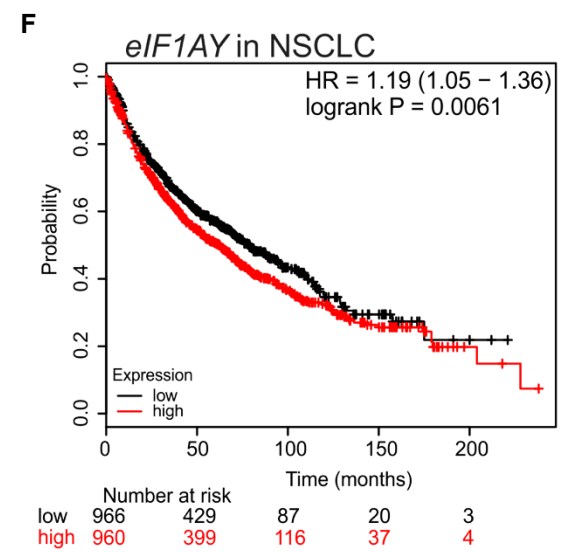 F
eIF1AY in NSCLC
HR = 1.19 (1.05 − 1.36)
logrank P = 0.0061
Probability
1.0
0.8
0.6
0.4
0.2
0.0
Expression
low
high
0 50 100 150 200
Time (months)
Number at risk
low 966 429 87 20 3
high 960 399 116 37 4